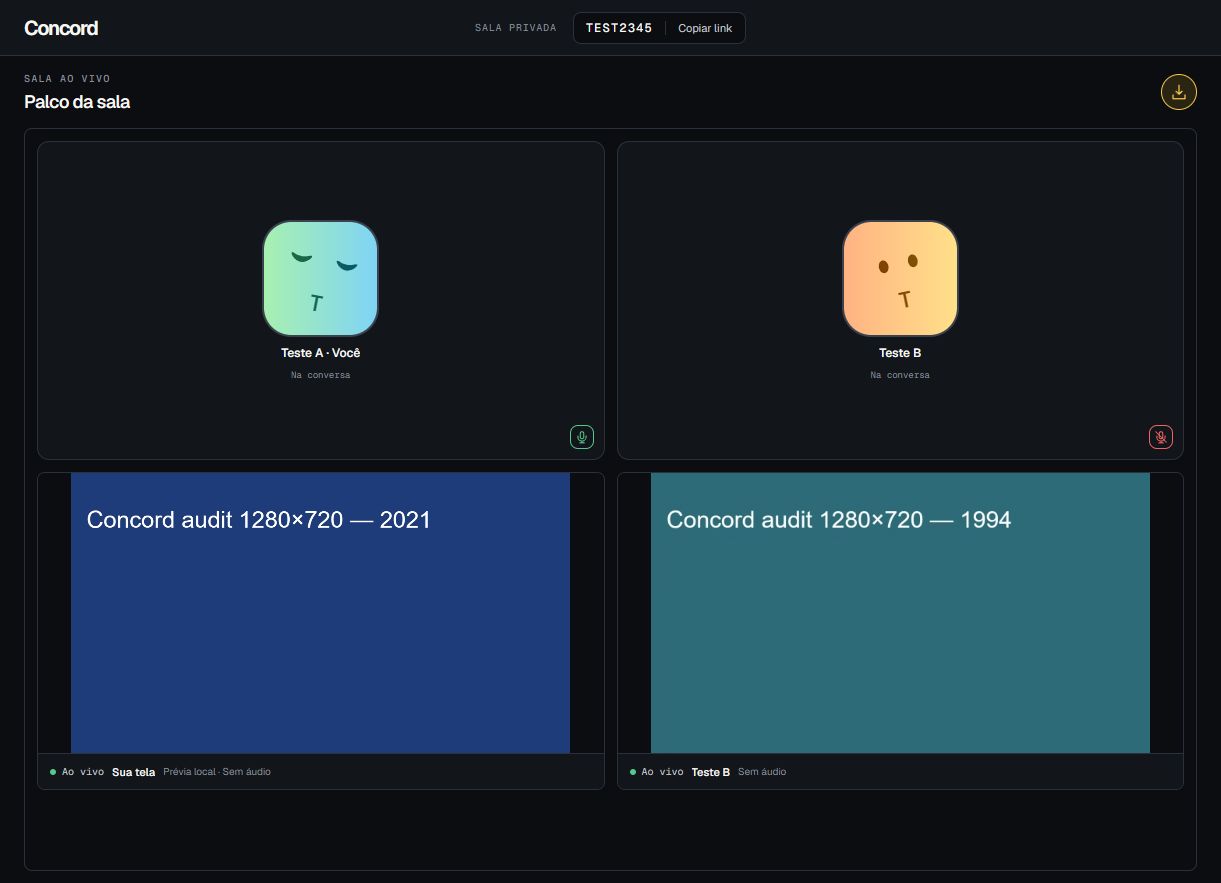 Concord
SALA PRIVADA
TEST2345
Copiar link
SALA AO VIVO
Palco da sala
T
Teste A · Você
Na conversa
T
Teste B
Na conversa
Concord audit 1280×720 — 2021
Ao vivo Sua tela Prévia local · Sem áudio
Concord audit 1280×720 — 1994
Ao vivo Teste B Sem áudio